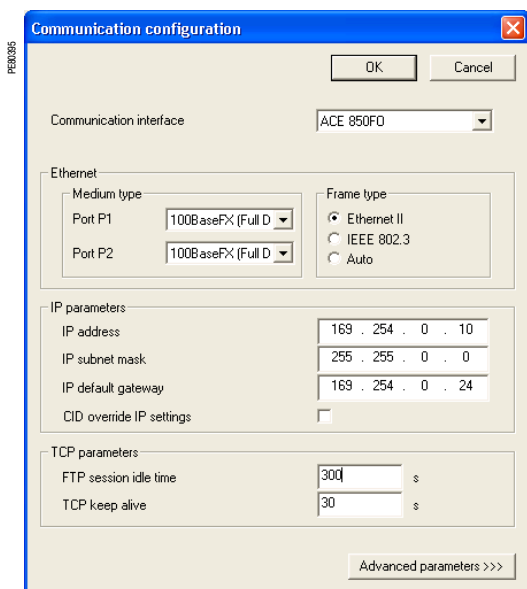 PE80395
Communication configuration
OK Cancel
Communication interface ACE 850FO
Ethernet
Medium type
Port P1 100BaseFX (Full D
Port P2 100BaseFX (Full D
Frame type
Ethernet II
IEEE 802.3
Auto
IP parameters
IP address 169 . 254 . 0 . 10
IP subnet mask 255 . 255 . 0 . 0
IP default gateway 169 . 254 . 0 . 24
CID override IP settings
TCP parameters
FTP session idle time 300 s
TCP keep alive 30 s
Advanced parameters >>>